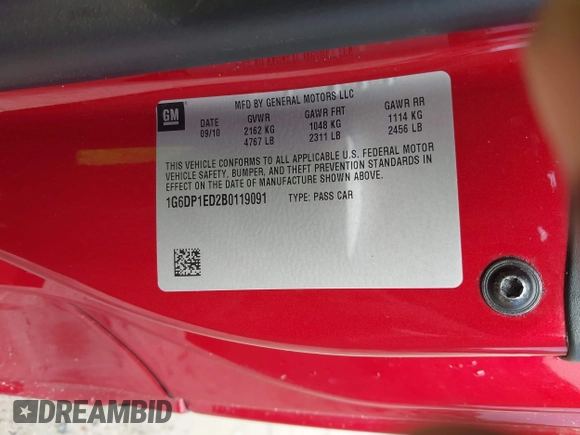 GM
MFD BY GENERAL MOTORS LLC
DATE GVWR GAWR FRT GAWR RR
09/10 2162 KG 1048 KG 1114 KG
4767 LB 2311 LB 2456 LB
THIS VEHICLE CONFORMS TO ALL APPLICABLE U.S. FEDERAL MOTOR
VEHICLE SAFETY, BUMPER, AND THEFT PREVENTION STANDARDS IN
EFFECT ON THE DATE OF MANUFACTURE SHOWN ABOVE.
1G6DP1ED2B0119091 TYPE: PASS CAR
DREAMBID